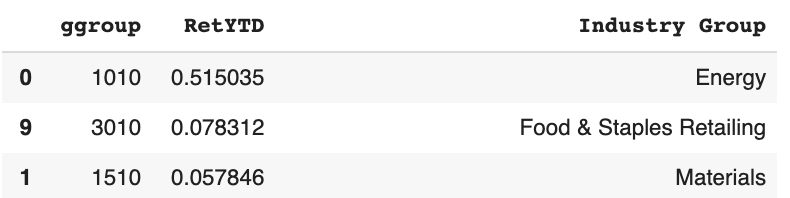 ggroup RetYTD Industry Group
0 1010 0.515035 Energy
9 3010 0.078312 Food & Staples Retailing
1 1510 0.057846 Materials